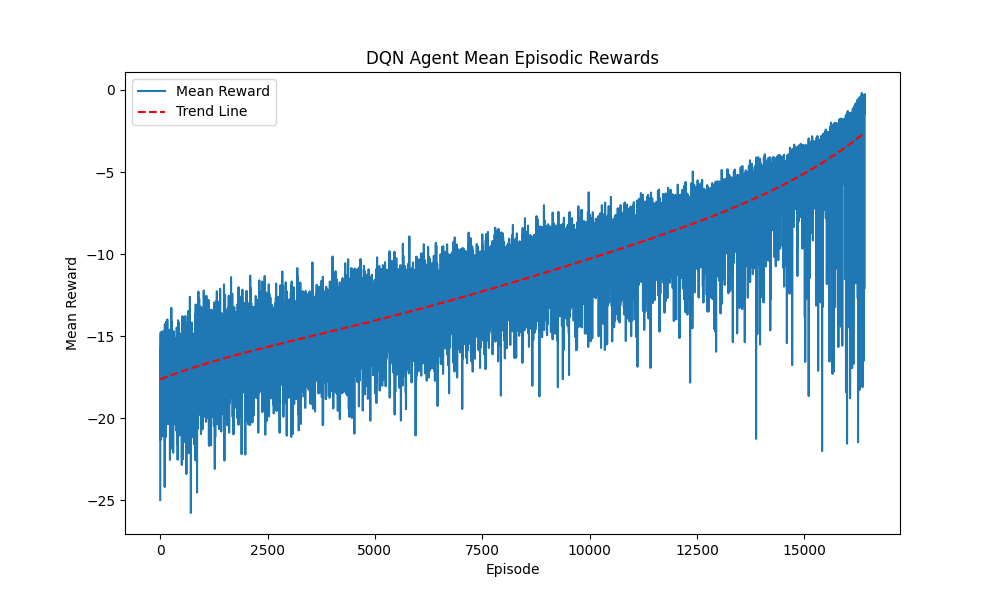 DQN Agent Mean Episodic Rewards
Mean Reward
Trend Line
Mean Reward
0
−5
−10
−15
−20
−25
0 2500 5000 7500 10000 12500 15000
Episode